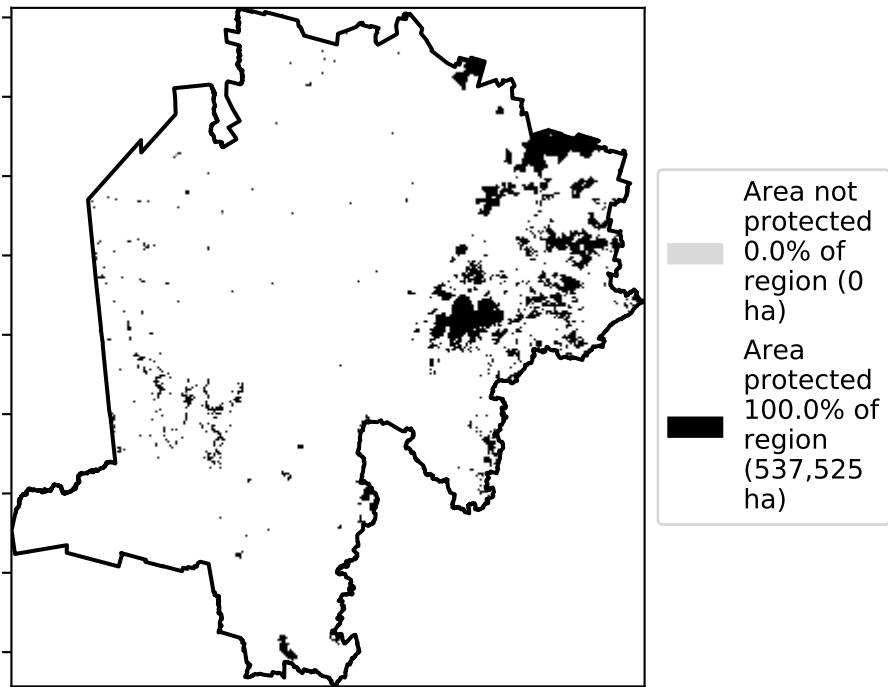 Area not
protected
0.0% of
region (0
ha)
Area
protected
100.0% of
region
(537,525
ha)